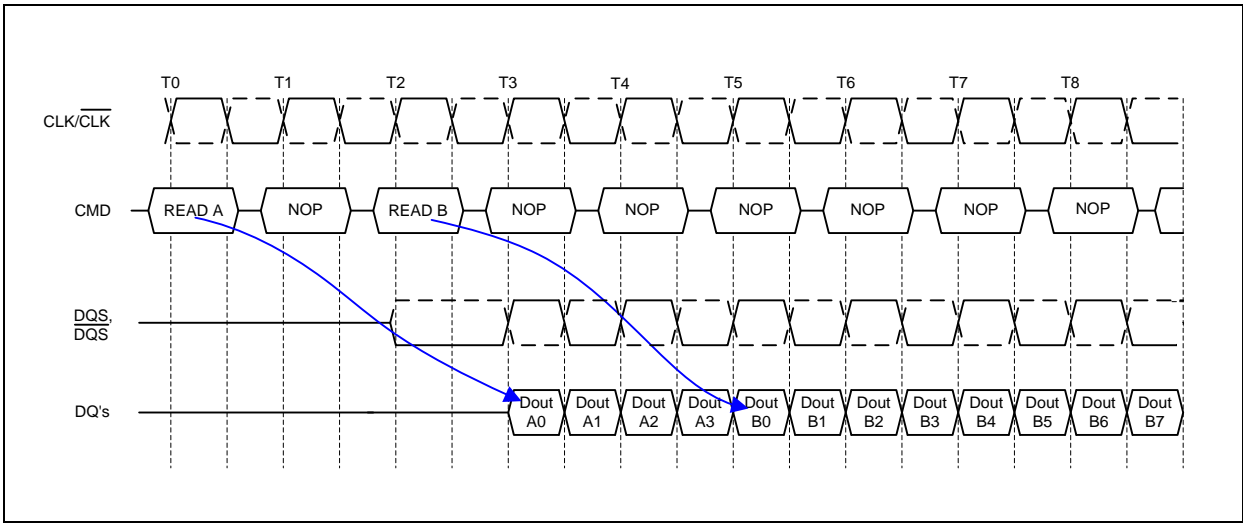 T0 T1 T2 T3 T4 T5 T6 T7 T8
CLK/CLK
CMD READ A NOP READ B NOP NOP NOP NOP NOP NOP
DQS,
DQS
DQ's Dout Dout Dout Dout Dout Dout Dout Dout Dout Dout Dout Dout
A0 A1 A2 A3 B0 B1 B2 B3 B4 B5 B6 B7